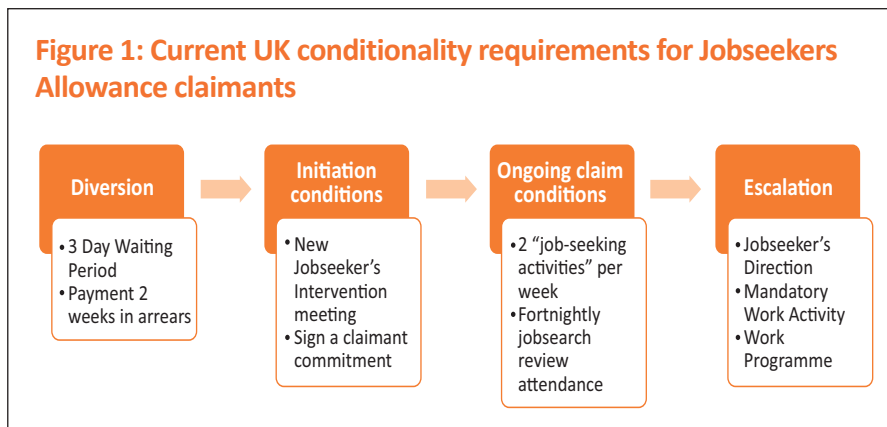 Figure 1: Current UK conditionality requirements for Jobseekers
Allowance claimants
Diversion
• 3 Day Waiting
Period
• Payment 2
weeks in arrears
Initiation
conditions
• New
Jobseeker's
Intervention
meeting
• Sign a claimant
commitment
Ongoing claim
conditions
• 2 “job-seeking
activities” per
week
• Fortnightly
jobsearch
review
attendance
Escalation
• Jobseeker's
Direction
• Mandatory
Work Activity
• Work
Programme